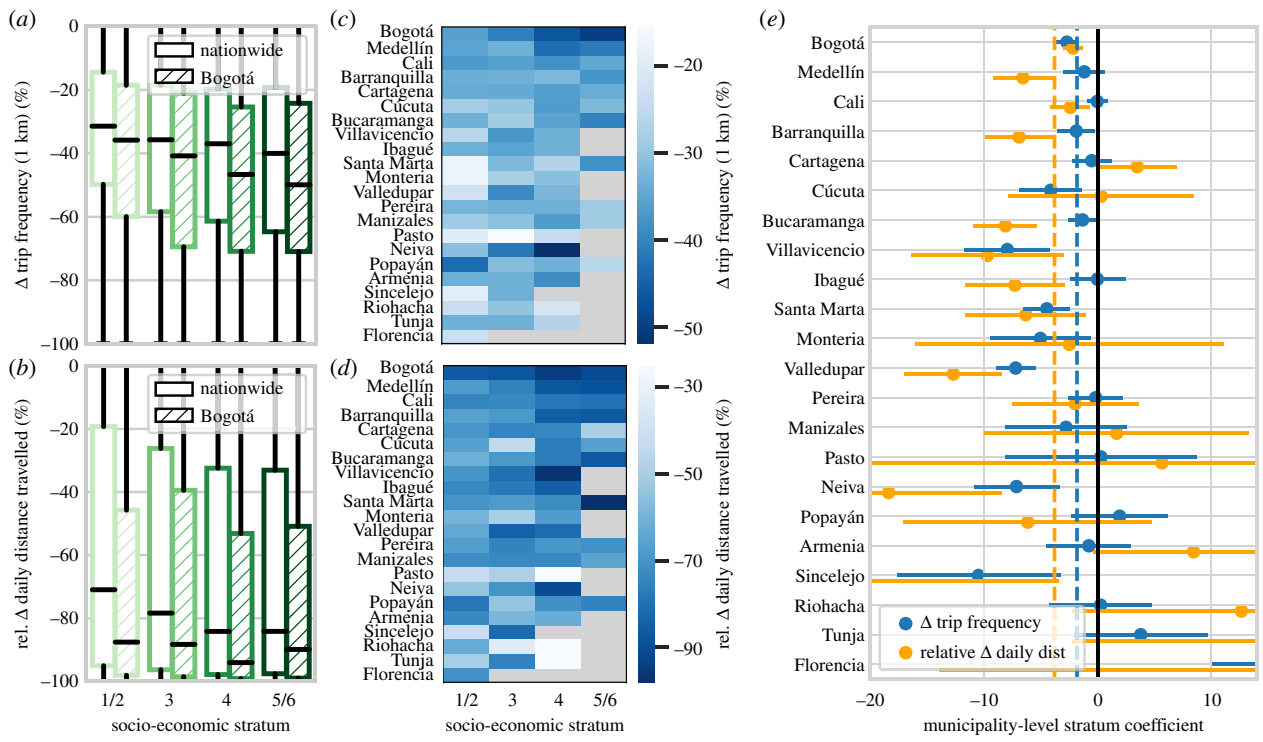 (a)
0
−20
−40
−60
−80
−100
Δ trip frequency (1 km) (%)
nationwide
Bogotá
(b)
0
−20
−40
−60
−80
−100
rel. Δ daily distance travelled (%)
nationwide
Bogotá
1/2 3 4 5/6
socio-economic stratum
(c)
Bogotá
Medellín
Cali
Barranquilla
Cartagena
Cúcuta
Bucaramanga
Villavicencio
Ibagué
Santa Marta
Monteria
Valledupar
Pereira
Manizales
Pasto
Neiva
Popayán
Armenia
Sincelejo
Riohacha
Tunja
Florencia
−20
−30
−40
−50
Δ trip frequency (1 km) (%)
(d)
Bogotá
Medellín
Cali
Barranquilla
Cartagena
Cúcuta
Bucaramanga
Villavicencio
Ibagué
Santa Marta
Monteria
Valledupar
Pereira
Manizales
Pasto
Neiva
Popayán
Armenia
Sincelejo
Riohacha
Tunja
Florencia
1/2 3 4 5/6
socio-economic stratum
−30
−50
−70
−90
rel. Δ daily distance travelled (%)
(e)
Bogotá
Medellín
Cali
Barranquilla
Cartagena
Cúcuta
Bucaramanga
Villavicencio
Ibagué
Santa Marta
Monteria
Valledupar
Pereira
Manizales
Pasto
Neiva
Popayán
Armenia
Sincelejo
Riohacha
Tunja
Florencia
Δ trip frequency
relative Δ daily dist
−20 −10 0 10
municipality-level stratum coefficient